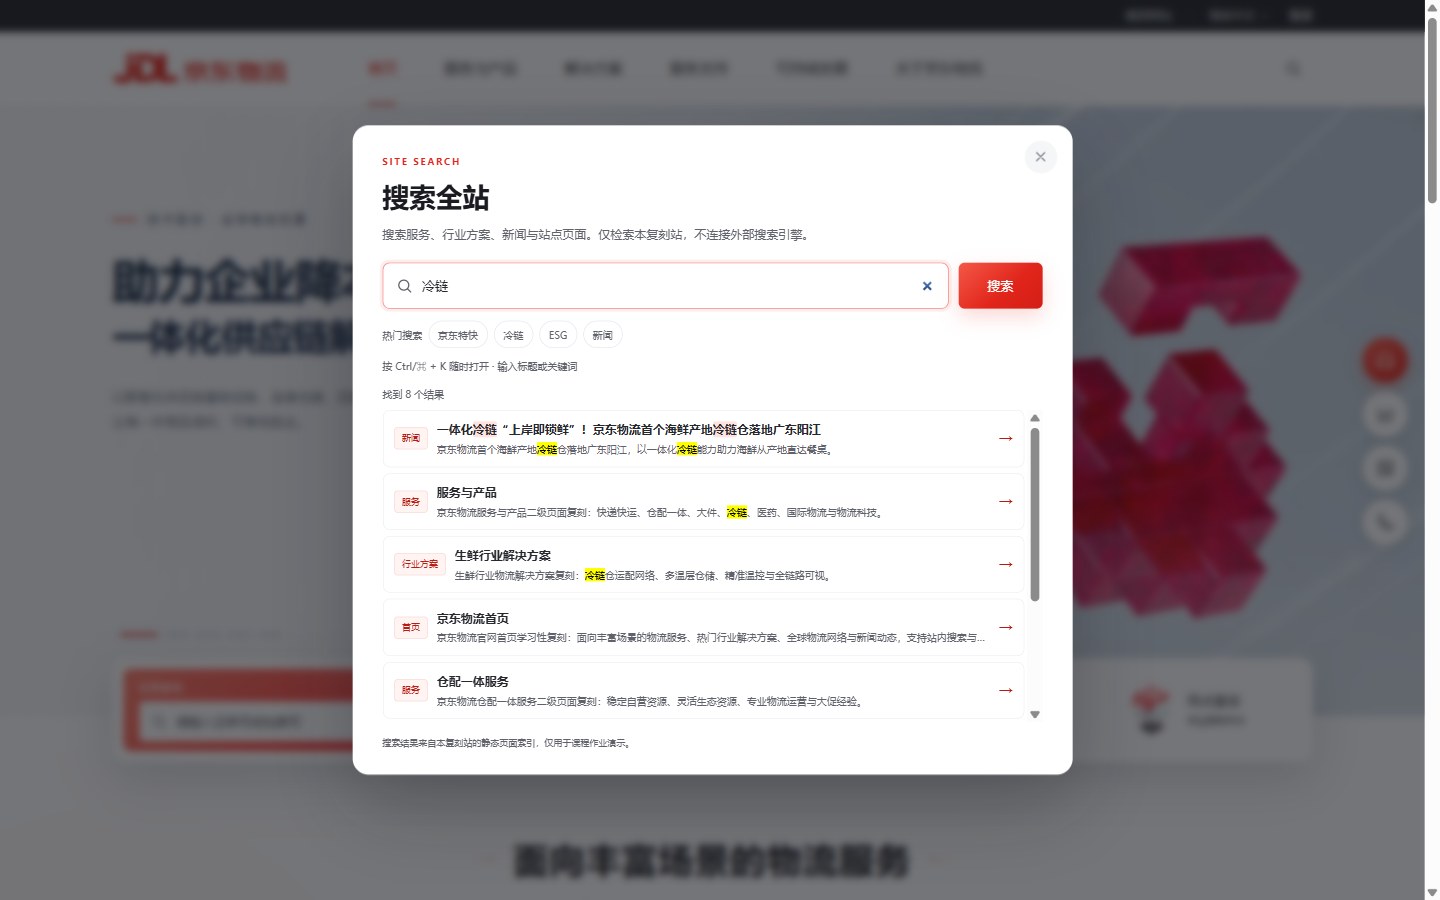 JDL 京东物流
SITE SEARCH
搜索全站
搜索服务、行业方案、新闻与站点页面。仅检索本复刻站，不连接外部搜索引擎。
冷链
搜索
热门搜索 京东特快 冷链 ESG 新闻
按 Ctrl/⌘ + K 随时打开 · 输入标题或关键词
找到 8 个结果
新闻
一体化冷链“上岸即锁鲜”！京东物流首个海鲜产地冷链仓落地广东阳江
京东物流首个海鲜产地冷链仓落地广东阳江，以一体化冷链能力助力海鲜从产地直达餐桌。
服务
服务与产品
京东物流服务与产品二级页面复刻：快递快运、仓配一体、大件、冷链、医药、国际物流与物流科技。
行业方案
生鲜行业解决方案
生鲜行业物流解决方案复刻：冷链仓运配网络、多温层仓储、精准温控与全链路可视。
首页
京东物流首页
京东物流官网首页学习性复刻：面向丰富场景的物流服务、热门行业解决方案、全球物流网络与新闻动态，支持站内搜索与...
服务
仓配一体服务
京东物流仓配一体服务二级页面复刻：稳定自营资源、灵活生态资源、专业物流运营与大促经验。
搜索结果来自本复刻站的静态页面索引，仅用于课程作业演示。
助力企业降
一体化供应链解
面向丰富场景的物流服务